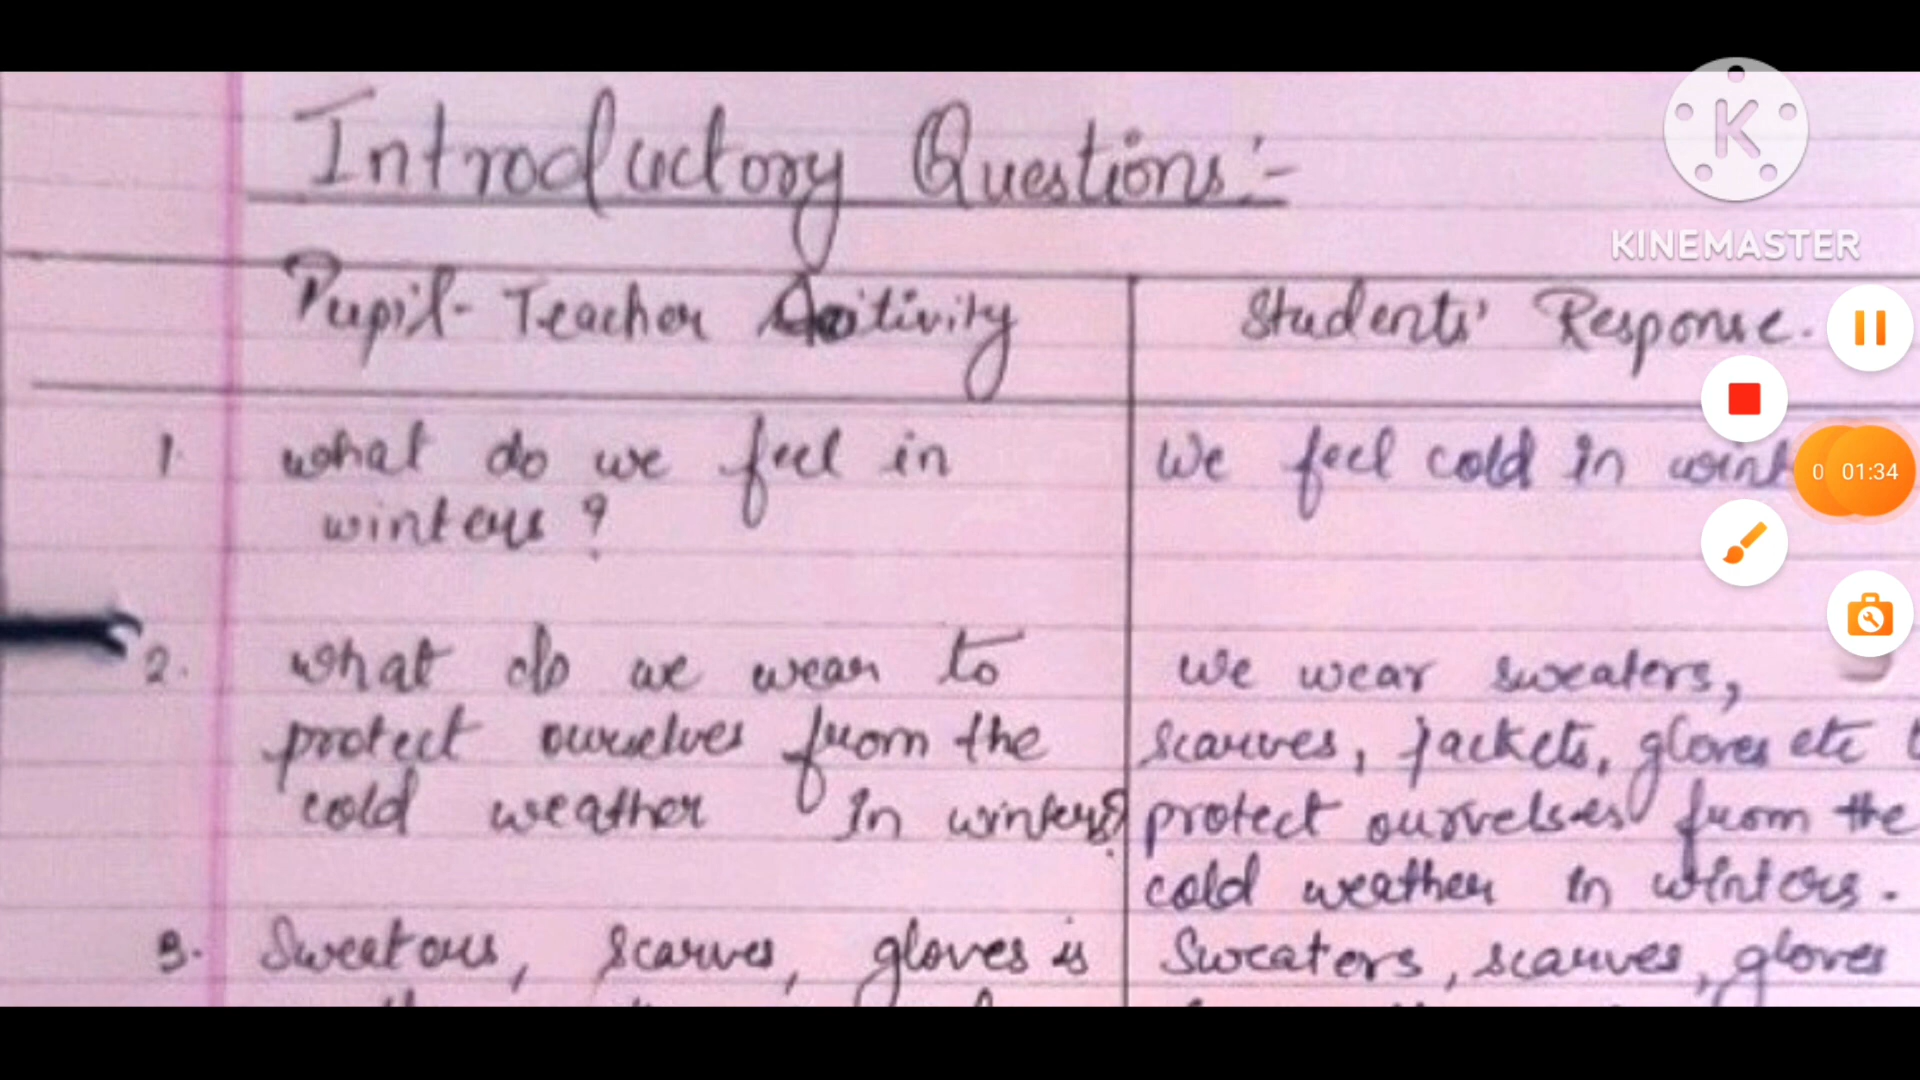 Introductory Questions:-
KINEMASTER
Pupil-Teacher Activity
Students' Response.
1. What do we feel in
winters?
We feel cold in
01:34
2. What do we wear to
protect ourselves from the
cold weather in winters?
We wear sweaters,
scarves, jackets, gloves etc
protect ourvelses from the
cold weather in winters.
3. Sweaters, scarves, gloves is
Sweaters, scarves, gloves